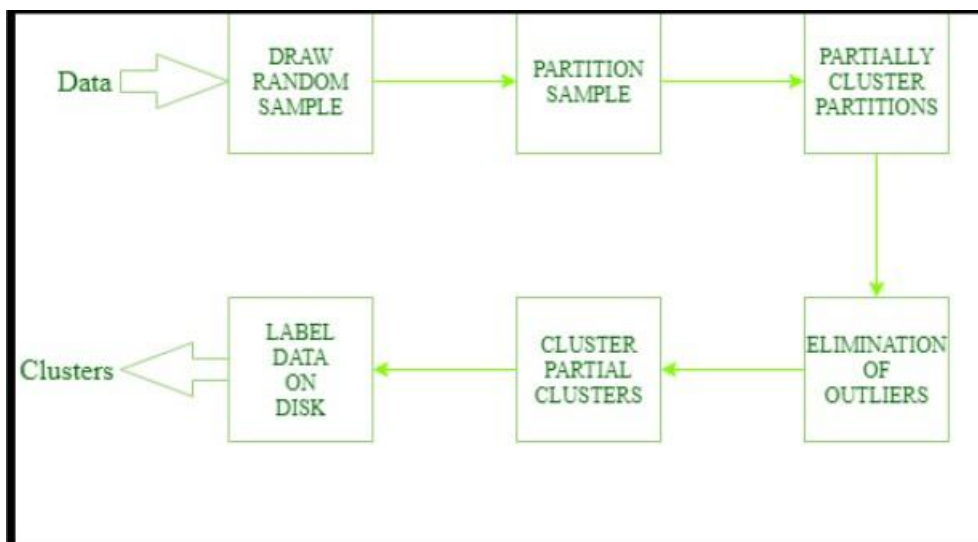 Data
DRAW
RANDOM
SAMPLE
PARTITION
SAMPLE
PARTIALLY
CLUSTER
PARTITIONS
ELIMINATION
OF
OUTLIERS
CLUSTER
PARTIAL
CLUSTERS
LABEL
DATA
ON
DISK
Clusters